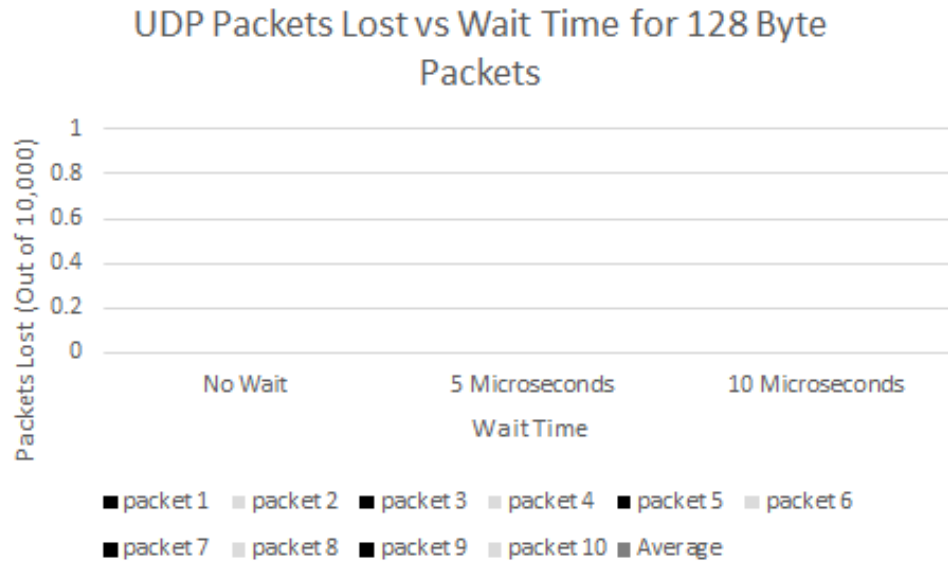 UDP Packets Lost vs Wait Time for 128 Byte
Packets
Packets Lost (Out of 10,000)
1
0.8
0.6
0.4
0.2
0
No Wait 5 Microseconds 10 Microseconds
Wait Time
packet 1 packet 2 packet 3 packet 4 packet 5 packet 6
packet 7 packet 8 packet 9 packet 10 Average